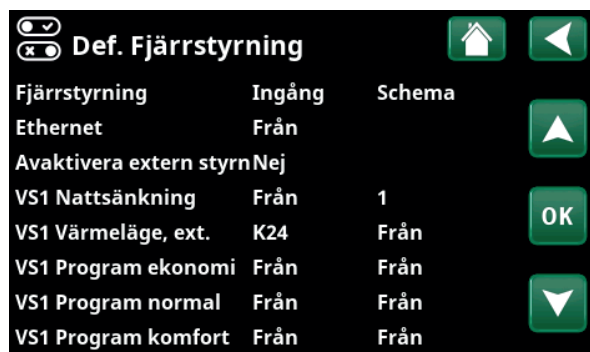 Def. Fjärrstyrning
Fjärrstyrning Ingång Schema
Ethernet Från
Avaktivera extern styrn Nej
VS1 Nattsänkning Från 1
VS1 Värmeläge, ext. K24 Från
OK
VS1 Program ekonomi Från Från
VS1 Program normal Från Från
VS1 Program komfort Från Från